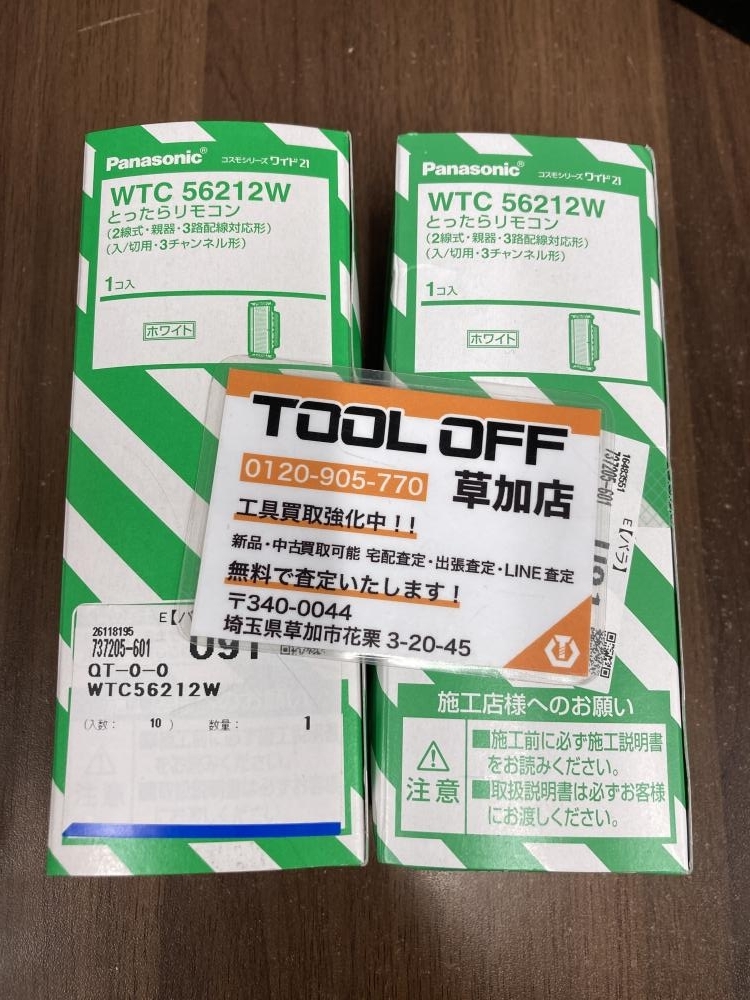 Panasonic® コスモシリーズ ワイド21
WTC 56212W
とったらリモコン
(2線式・親器・3路配線対応形)
(入/切用・3チャンネル形)
1コ入
ホワイト
Panasonic® コスモシリーズ ワイド21
WTC 56212W
とったらリモコン
(2線式・親器・3路配線対応形)
(入/切用・3チャンネル形)
1コ入
ホワイト
TOOL OFF
0120-905-770 草加店
工具買取強化中!!
新品・中古買取可能 宅配査定・出張査定・LINE査定
無料で査定いたします!
〒340-0044
埼玉県草加市花栗 3-20-45
16483551
737205-601
E【バラ】
E【バ
26118195
737205-601
091
QT-0-0
WTC56212W
(入数: 10 ) 数量: 1
施工店様へのお願い
注意
■施工前に必ず施工説明書
をお読みください。
■取扱説明書は必ずお客様
にお渡しください。